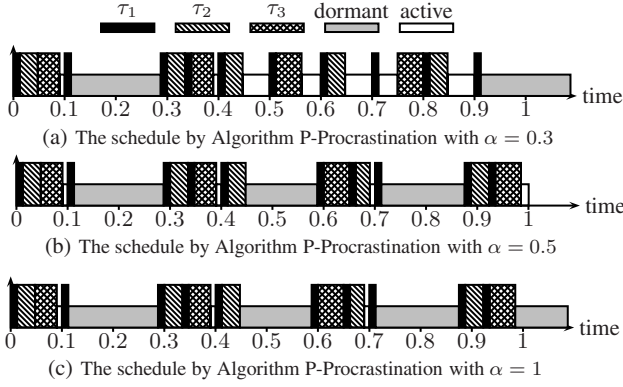 τ1 τ2 τ3 dormant active
0 0.1 0.2 0.3 0.4 0.5 0.6 0.7 0.8 0.9 1 time
(a) The schedule by Algorithm P-Procrastination with α = 0.3
0 0.1 0.2 0.3 0.4 0.5 0.6 0.7 0.8 0.9 1 time
(b) The schedule by Algorithm P-Procrastination with α = 0.5
0 0.1 0.2 0.3 0.4 0.5 0.6 0.7 0.8 0.9 1 time
(c) The schedule by Algorithm P-Procrastination with α = 1